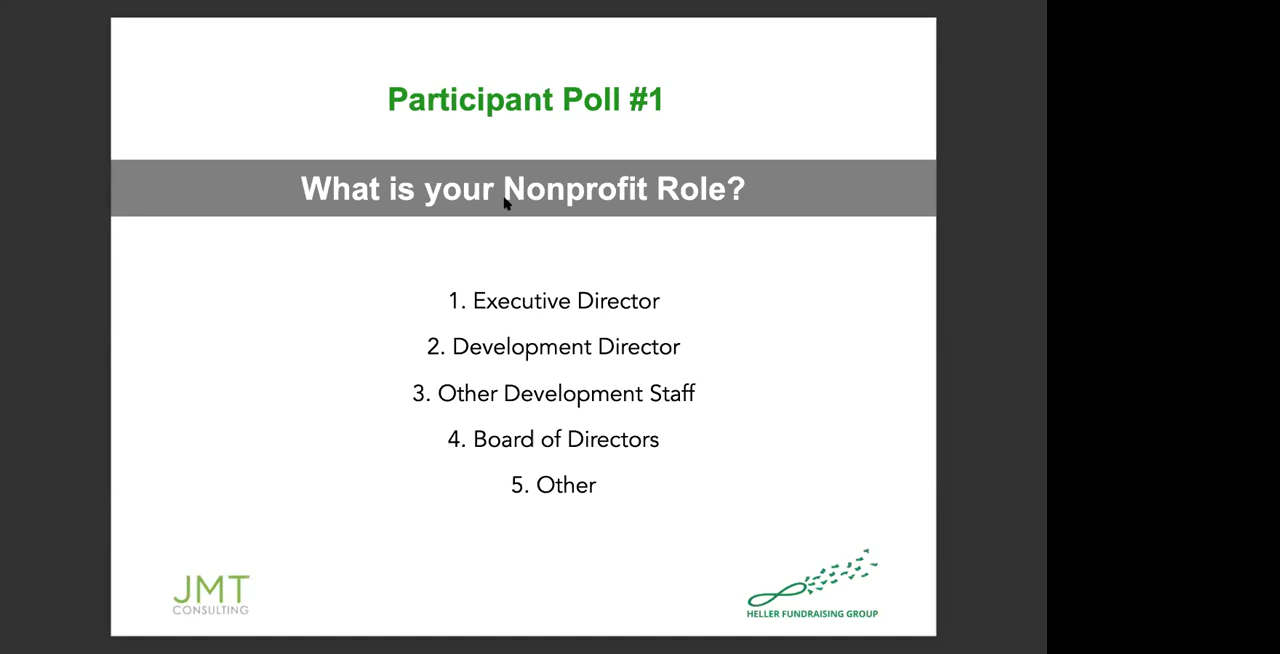 Participant Poll #1
What is your Nonprofit Role?
1. Executive Director
2. Development Director
3. Other Development Staff
4. Board of Directors
5. Other
JMT
CONSULTING
HELLER FUNDRAISING GROUP